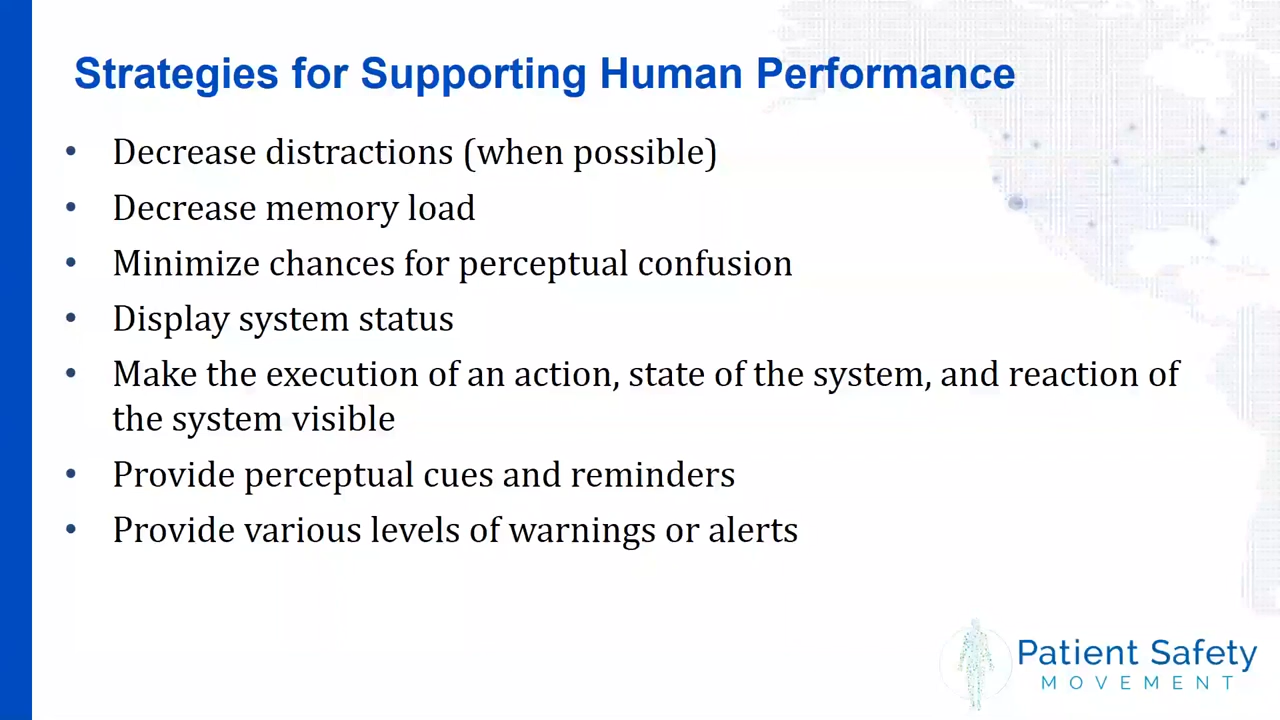 Strategies for Supporting Human Performance
• Decrease distractions (when possible)
• Decrease memory load
• Minimize chances for perceptual confusion
• Display system status
• Make the execution of an action, state of the system, and reaction of
the system visible
• Provide perceptual cues and reminders
• Provide various levels of warnings or alerts
Patient Safety
MOVEMENT